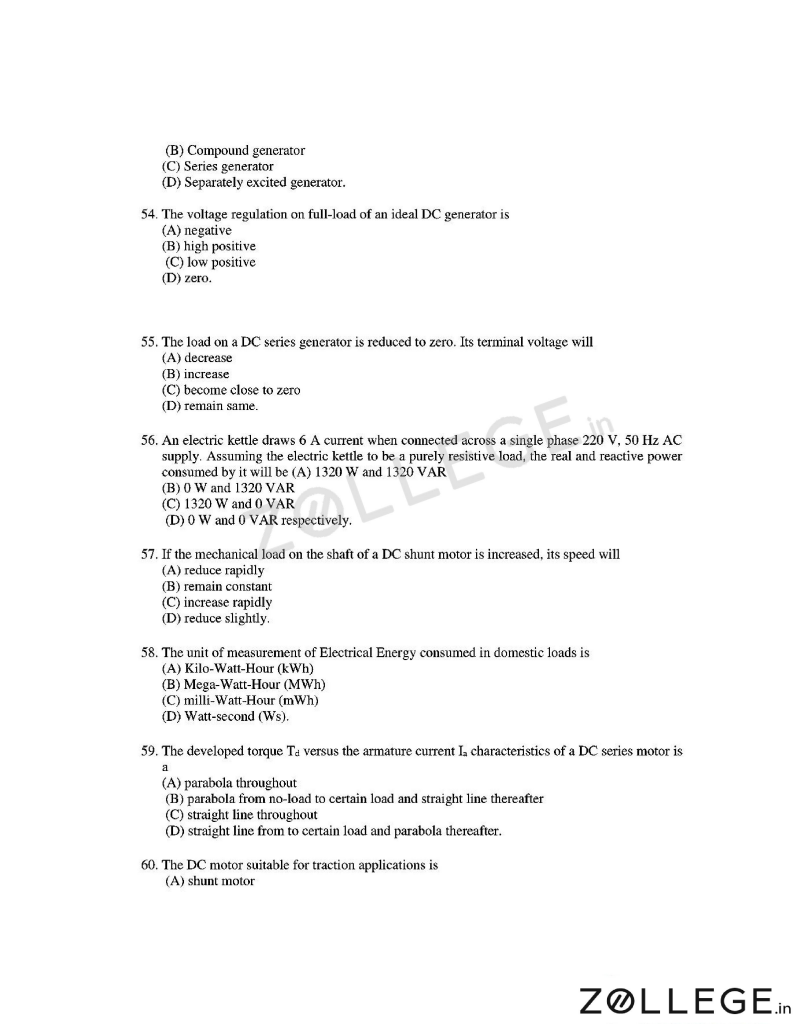 (B) Compound generator
(C) Series generator
(D) Separately excited generator.
54. The voltage regulation on full-load of an ideal DC generator is
(A) negative
(B) high positive
(C) low positive
(D) zero.
55. The load on a DC series generator is reduced to zero. Its terminal voltage will
(A) decrease
(B) increase
(C) become close to zero
(D) remain same.
56. An electric kettle draws 6 A current when connected across a single phase 220 V, 50 Hz AC
supply. Assuming the electric kettle to be a purely resistive load, the real and reactive power
consumed by it will be (A) 1320 W and 1320 VAR
(B) 0 W and 1320 VAR
(C) 1320 W and 0 VAR
(D) 0 W and 0 VAR respectively.
57. If the mechanical load on the shaft of a DC shunt motor is increased, its speed will
(A) reduce rapidly
(B) remain constant
(C) increase rapidly
(D) reduce slightly.
58. The unit of measurement of Electrical Energy consumed in domestic loads is
(A) Kilo-Watt-Hour (kWh)
(B) Mega-Watt-Hour (MWh)
(C) milli-Watt-Hour (mWh)
(D) Watt-second (Ws).
59. The developed torque Td versus the armature current Ia characteristics of a DC series motor is
a
(A) parabola throughout
(B) parabola from no-load to certain load and straight line thereafter
(C) straight line throughout
(D) straight line from to certain load and parabola thereafter.
60. The DC motor suitable for traction applications is
(A) shunt motor
ZOLLEGE.in
ZOLLEGE.in